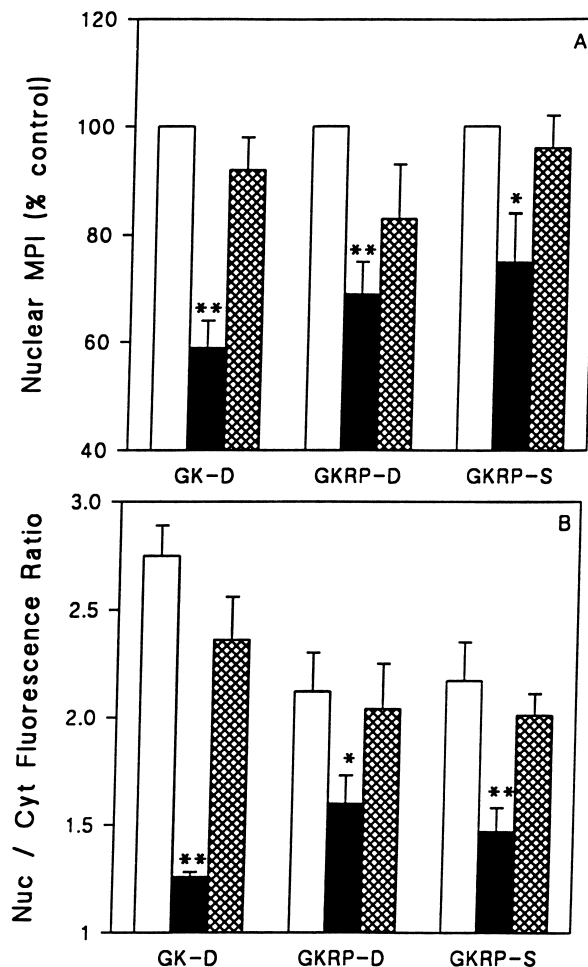 120
A
100
80
60
40
Nuclear MPI (% control)
**
**
*
GK-D
GKRP-D
GKRP-S
3.0
B
2.5
2.0
1.5
1
Nuc / Cyt Fluorescence Ratio
**
*
**
GK-D
GKRP-D
GKRP-S